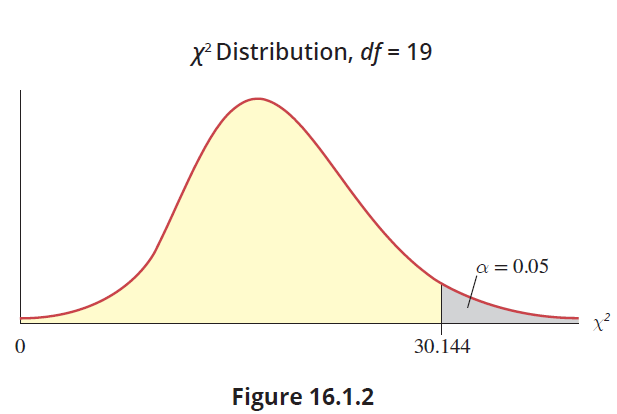 χ² Distribution, df = 19
α = 0.05
χ²
0
30.144
Figure 16.1.2